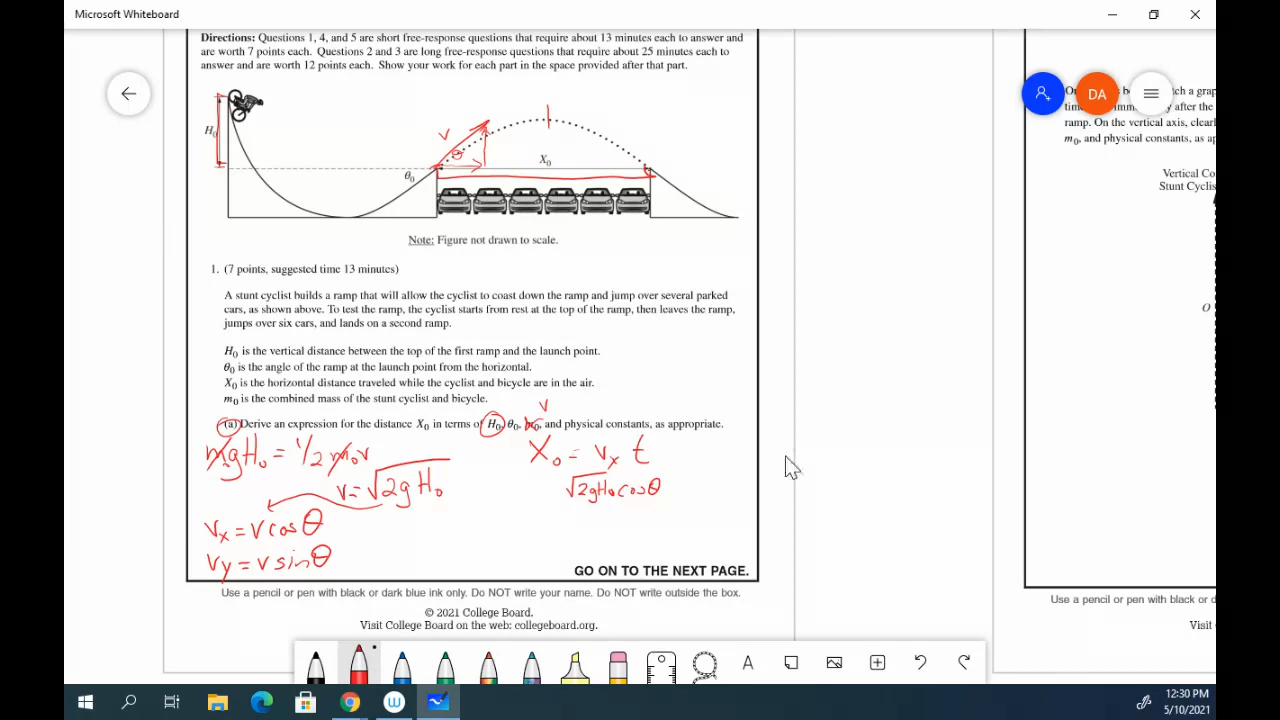 Microsoft Whiteboard
Directions: Questions 1, 4, and 5 are short free-response questions that require about 13 minutes each to answer and
are worth 7 points each. Questions 2 and 3 are long free-response questions that require about 25 minutes each to
answer and are worth 12 points each. Show your work for each part in the space provided after that part.
H₀
v
θ
X₀
θ₀
Note: Figure not drawn to scale.
1. (7 points, suggested time 13 minutes)
A stunt cyclist builds a ramp that will allow the cyclist to coast down the ramp and jump over several parked
cars, as shown above. To test the ramp, the cyclist starts from rest at the top of the ramp, then leaves the ramp,
jumps over six cars, and lands on a second ramp.
H₀ is the vertical distance between the top of the first ramp and the launch point.
θ₀ is the angle of the ramp at the launch point from the horizontal.
X₀ is the horizontal distance traveled while the cyclist and bicycle are in the air.
m₀ is the combined mass of the stunt cyclist and bicycle.
v
(a) Derive an expression for the distance X₀ in terms of H₀, θ₀, m₀, and physical constants, as appropriate.
mgH₀ = 1/2 m₀v
v = √2gH₀
vx = v cos θ
vy = v sin θ
X₀ = vx t
√2gH₀ cos θ
GO ON TO THE NEXT PAGE.
Use a pencil or pen with black or dark blue ink only. Do NOT write your name. Do NOT write outside the box.
© 2021 College Board.
Visit College Board on the web: collegeboard.org.
DA
tch a grap
ramp. On the vertical axis, clear
m₀, and physical constants, as ap
Vertical Co
Stunt Cyclis
O
Use a pencil or pen with black or d
Visit
A
12:30 PM
5/10/2021